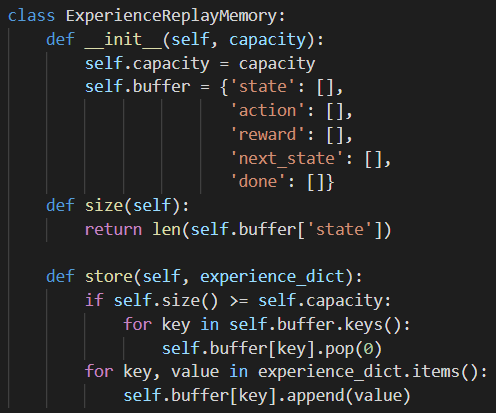 class ExperienceReplayMemory:
    def __init__(self, capacity):
        self.capacity = capacity
        self.buffer = {'state': [],
                       'action': [],
                       'reward': [],
                       'next_state': [],
                       'done': []}
    def size(self):
        return len(self.buffer['state'])

    def store(self, experience_dict):
        if self.size() >= self.capacity:
            for key in self.buffer.keys():
                self.buffer[key].pop(0)
        for key, value in experience_dict.items():
            self.buffer[key].append(value)